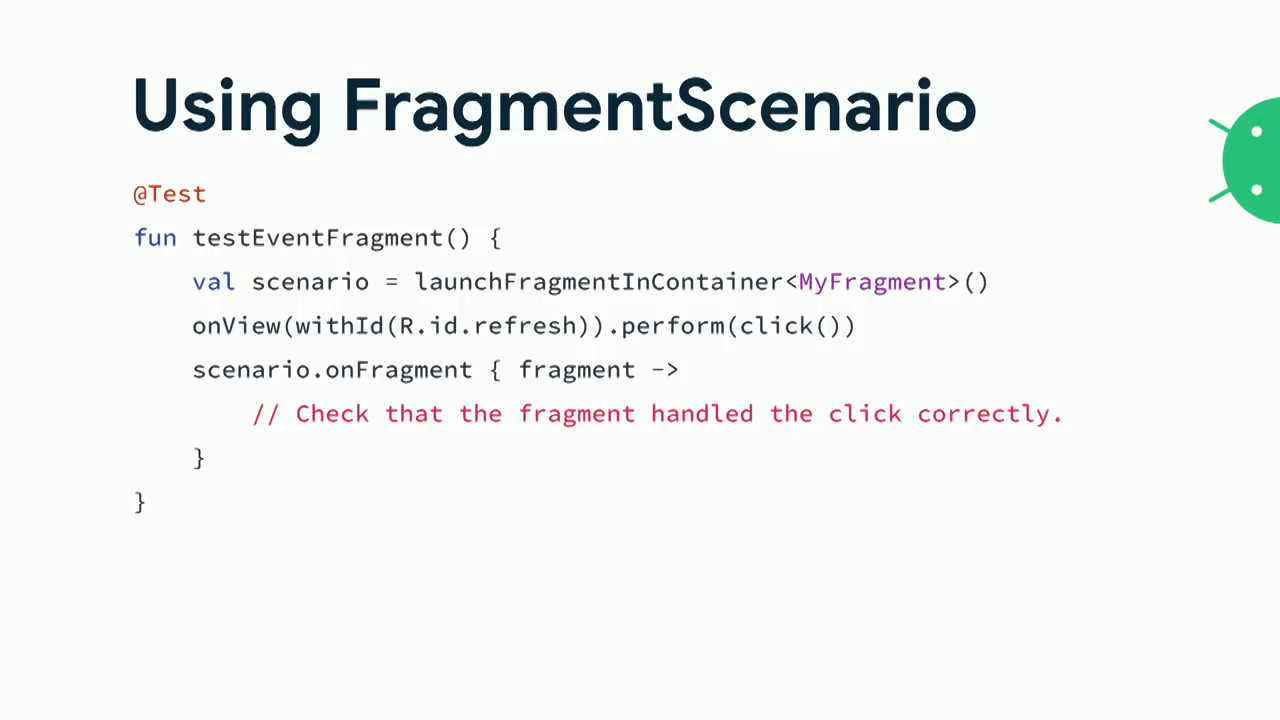 Using FragmentScenario
@Test
fun testEventFragment() {
    val scenario = launchFragmentInContainer<MyFragment>()
    onView(withId(R.id.refresh)).perform(click())
    scenario.onFragment { fragment ->
        // Check that the fragment handled the click correctly.
    }
}